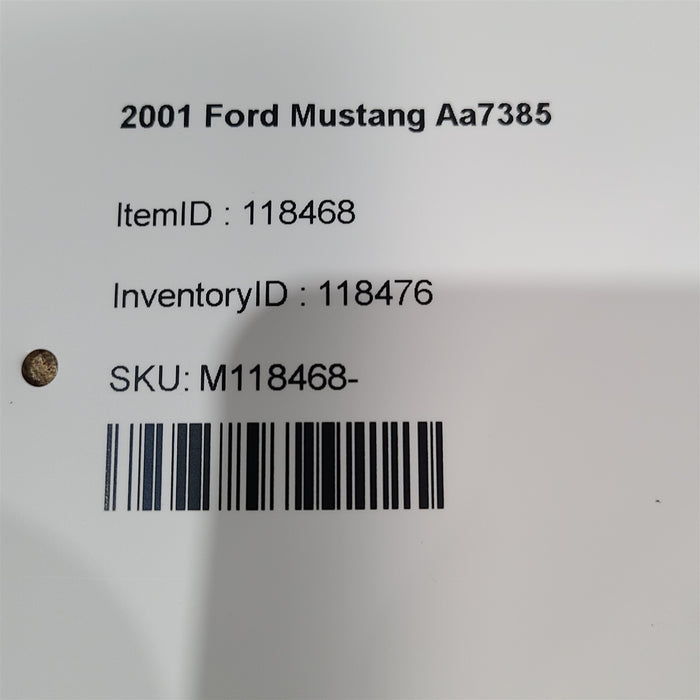 2001 Ford Mustang Aa7385
ItemID : 118468
InventoryID : 118476
SKU: M118468-